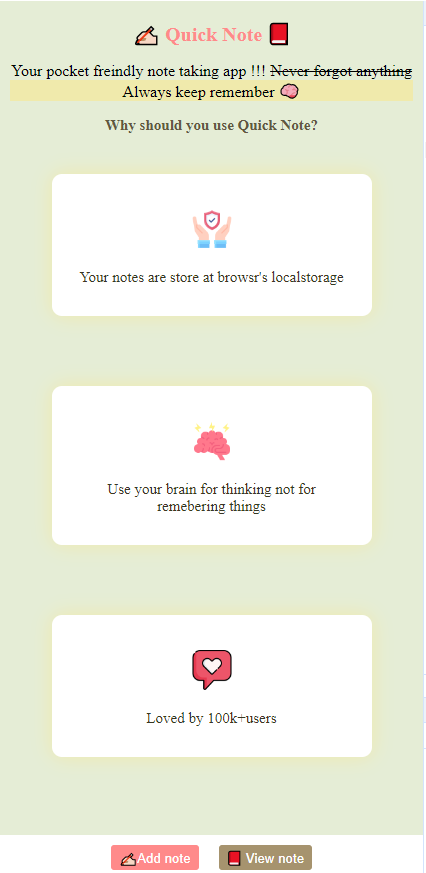 Quick Note
Your pocket freindly note taking app !!! Never forgot anything
Always keep remember
Why should you use Quick Note?
Your notes are store at browsr's localstorage
Use your brain for thinking not for
remebering things
Loved by 100k+users
Add note
View note